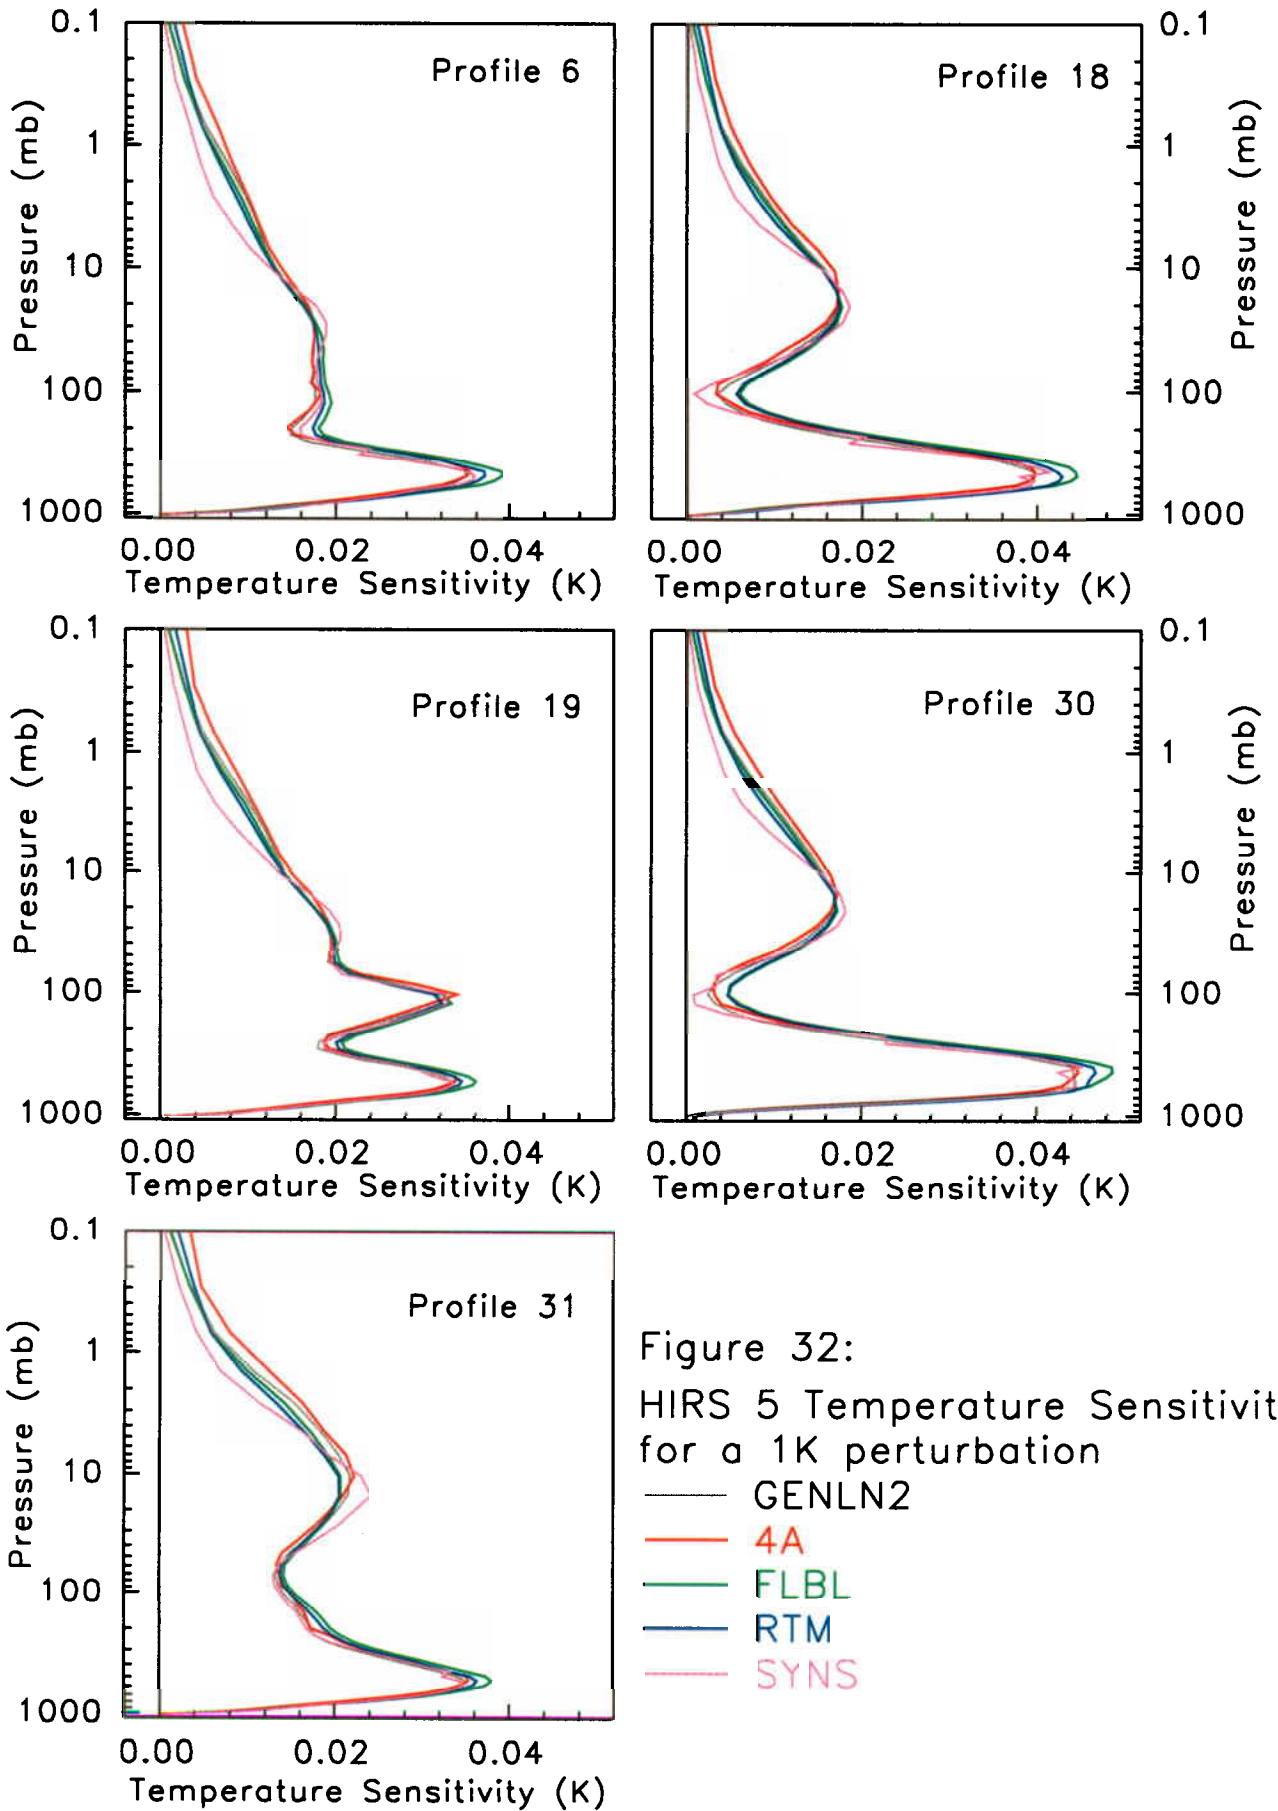 0.1
1
10
100
1000
Pressure (mb)
Profile 6
0.00 0.02 0.04
Temperature Sensitivity (K)
Profile 18
0.1
1
10
100
1000
Pressure (mb)
0.00 0.02 0.04
Temperature Sensitivity (K)
0.1
1
10
100
1000
Pressure (mb)
Profile 19
0.00 0.02 0.04
Temperature Sensitivity (K)
Profile 30
0.1
1
10
100
1000
Pressure (mb)
0.00 0.02 0.04
Temperature Sensitivity (K)
0.1
1
10
100
1000
Pressure (mb)
Profile 31
0.00 0.02 0.04
Temperature Sensitivity (K)
Figure 32:
HIRS 5 Temperature Sensitivit
for a 1K perturbation
GENLN2
4A
FLBL
RTM
SYNS